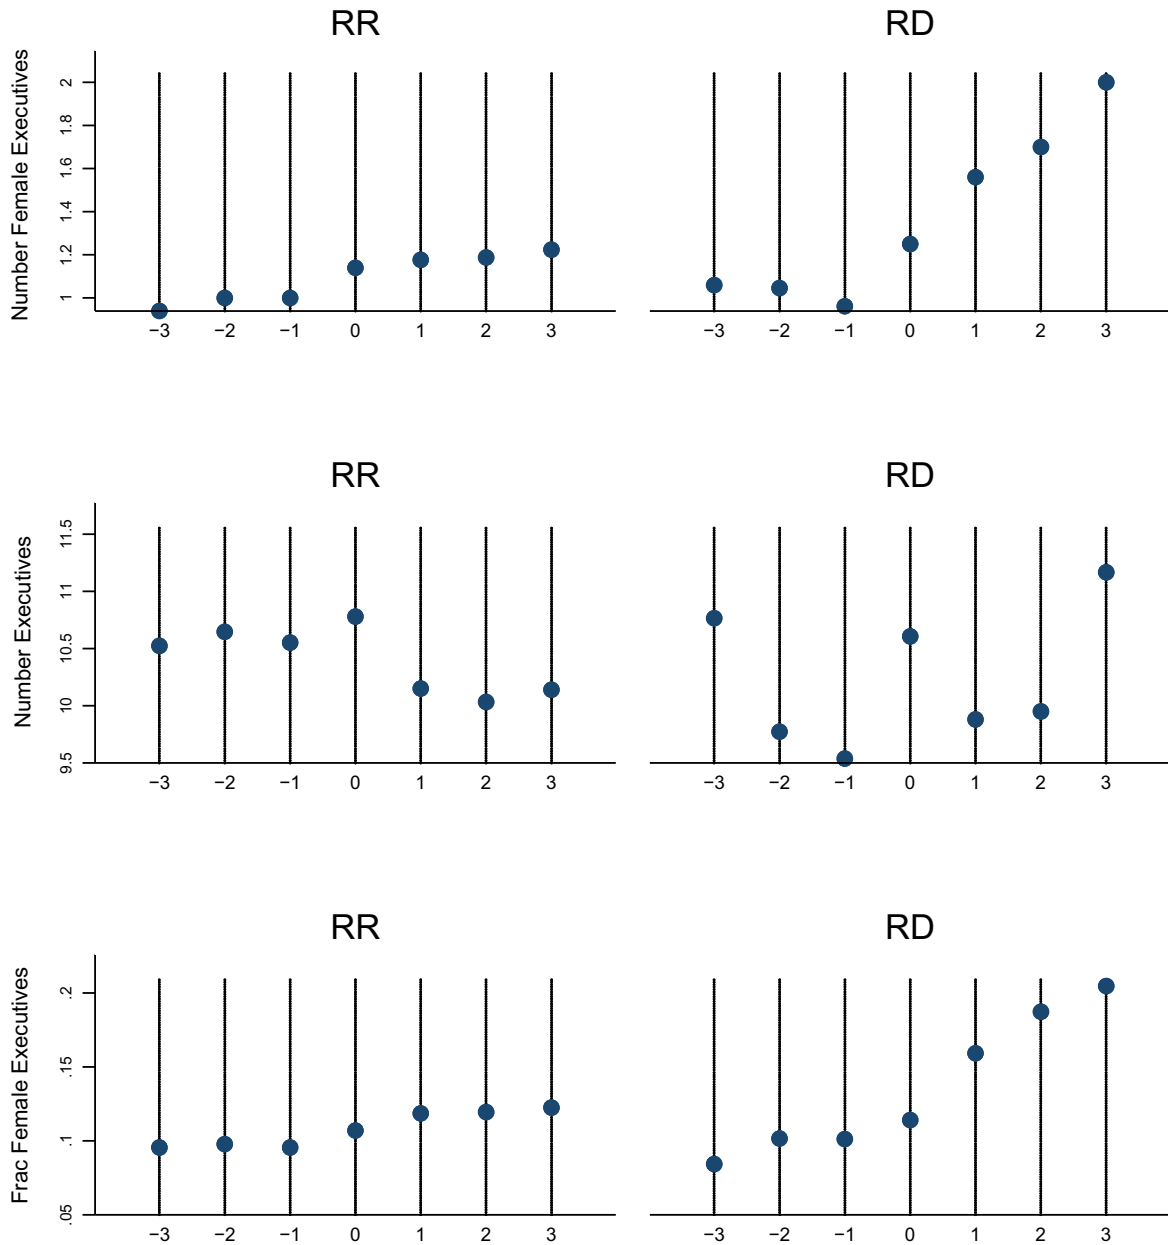 RR RD
Number Female Executives
2
1.8
1.6
1.4
1.2
1
−3 −2 −1 0 1 2 3 −3 −2 −1 0 1 2 3
RR RD
Number Executives
11.5
11
10.5
10
9.5
−3 −2 −1 0 1 2 3 −3 −2 −1 0 1 2 3
RR RD
Frac Female Executives
.2
.15
.1
.05
−3 −2 −1 0 1 2 3 −3 −2 −1 0 1 2 3